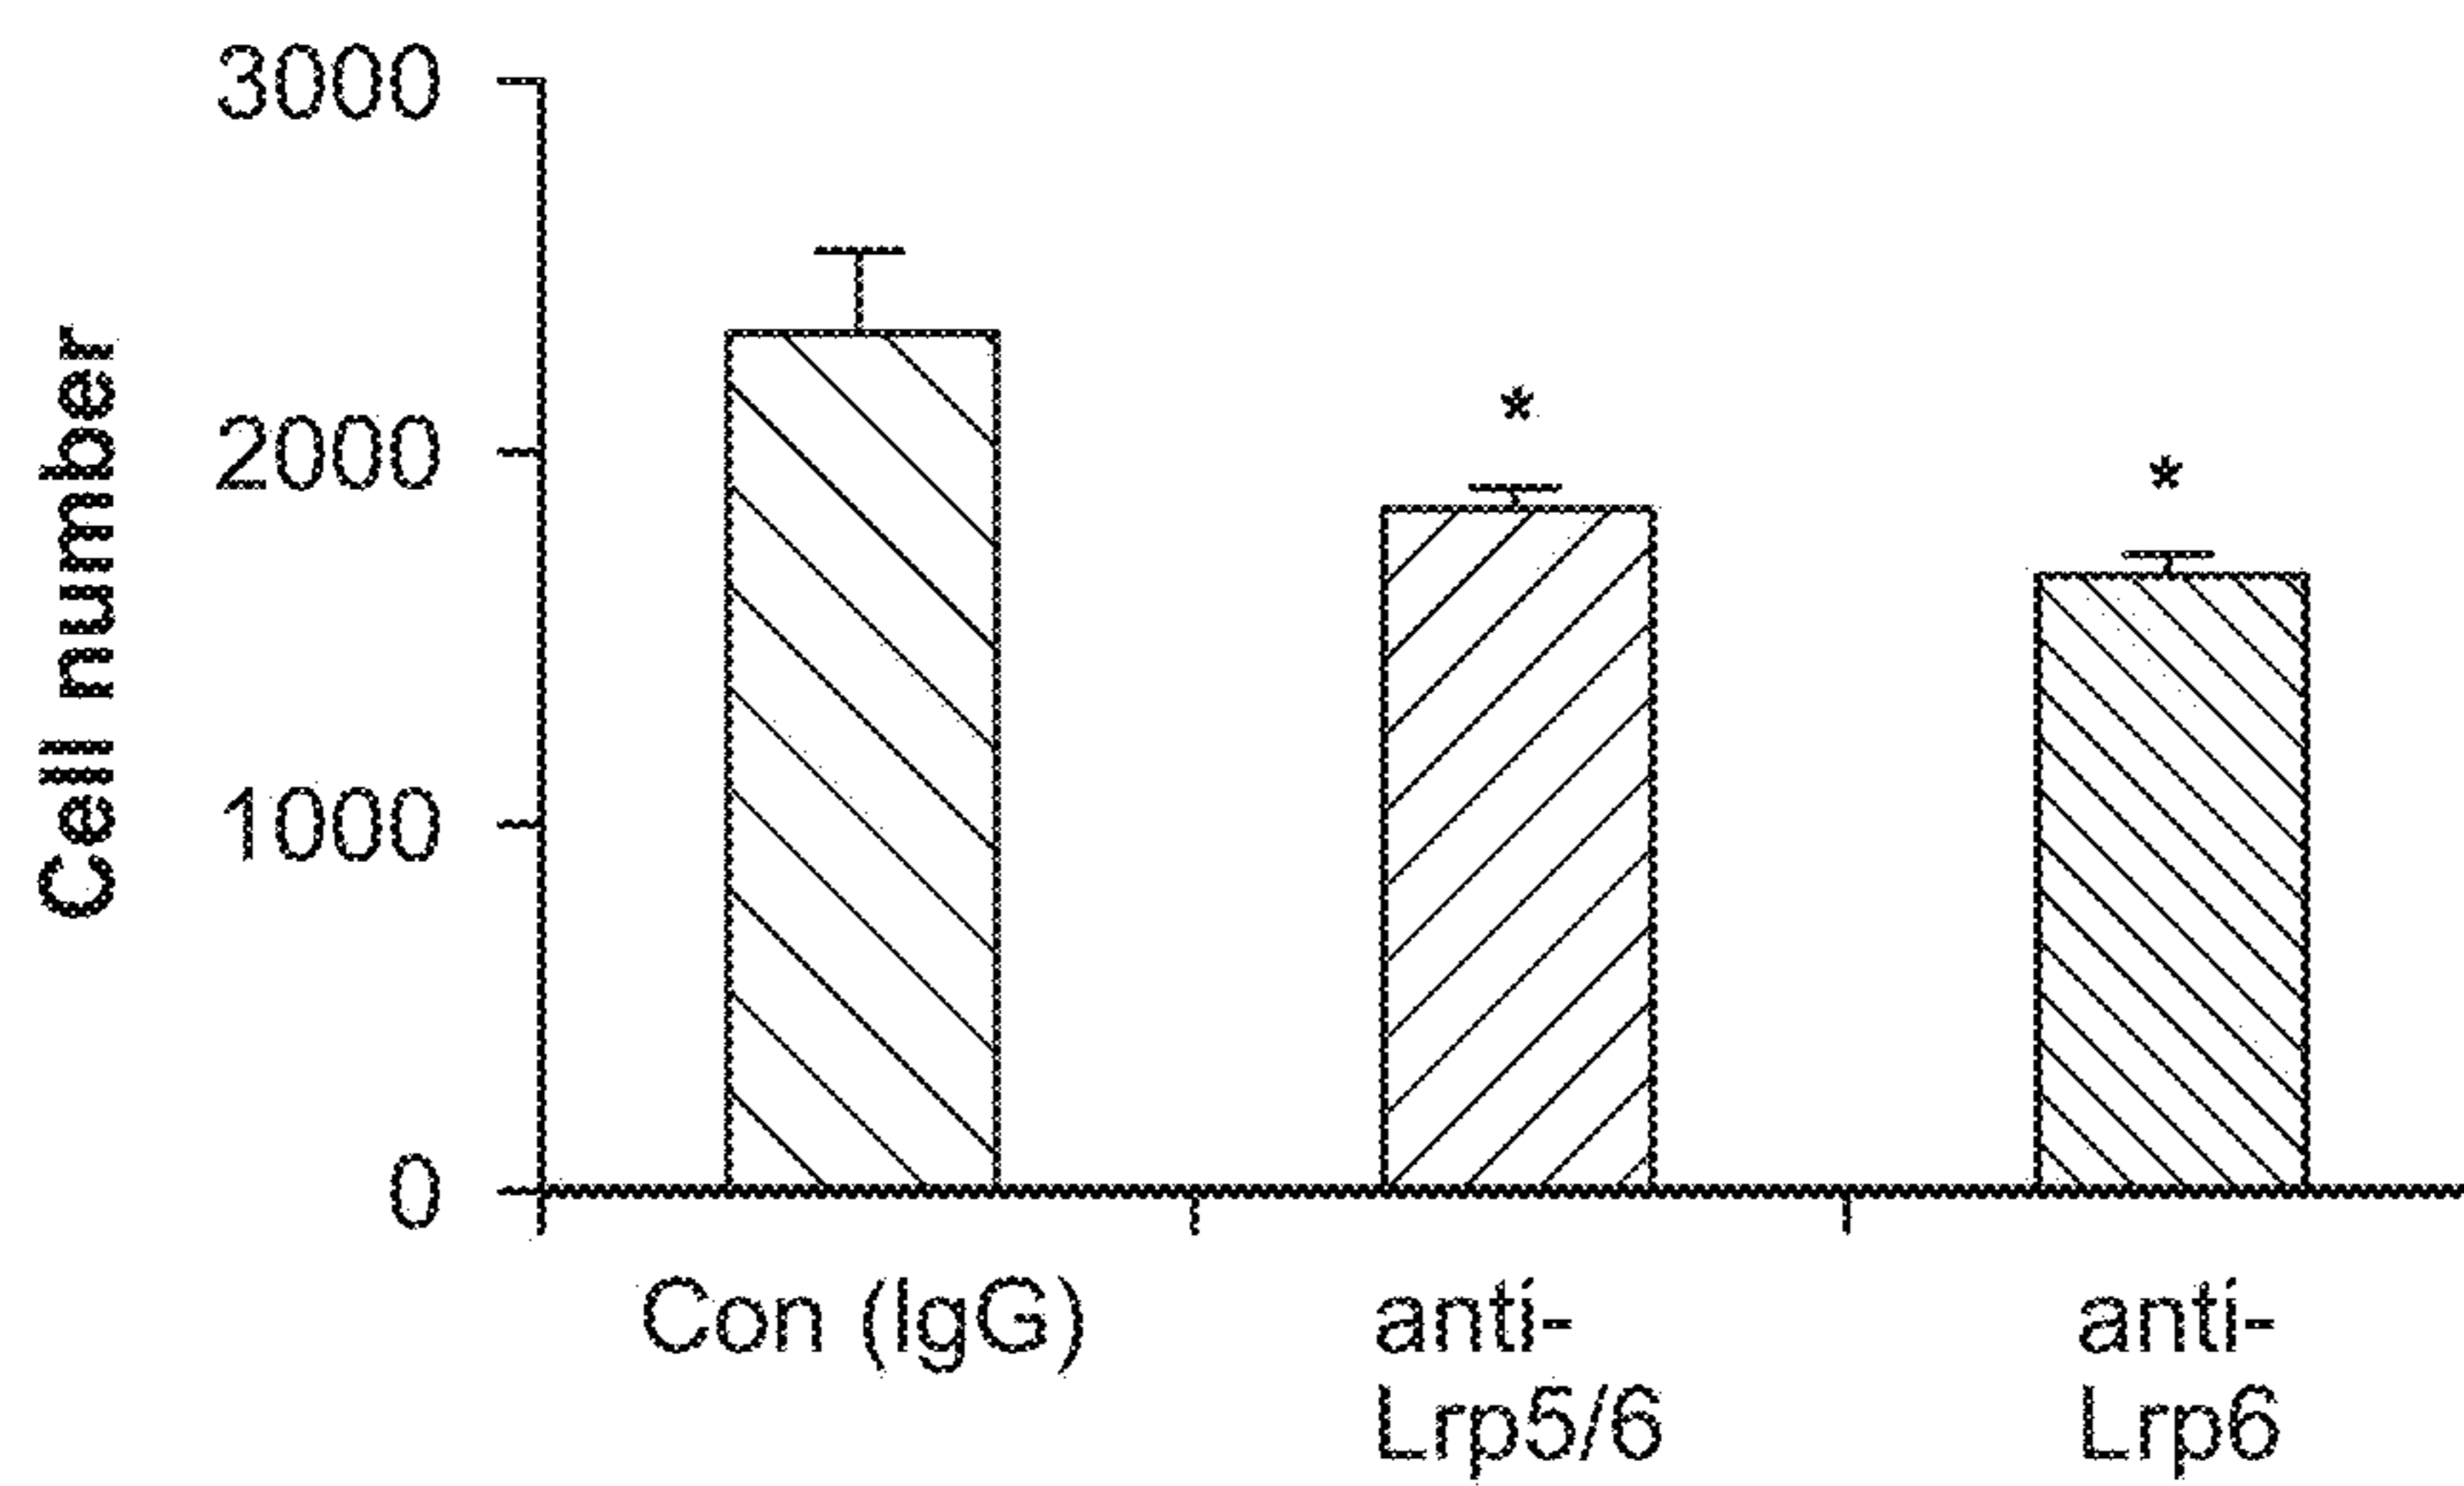 Cell number
3000
2000
1000
0
*
*
Con (IgG)
anti-
Lrp5/6
anti-
Lrp6